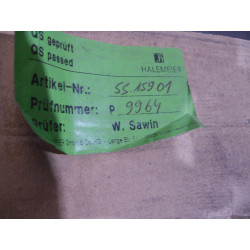 QS geprüft
QS passed
HALEMEIER
Artikel-Nr.: 55 159 01
Prüfnummer: P 9964
Prüfer: W. Sawin